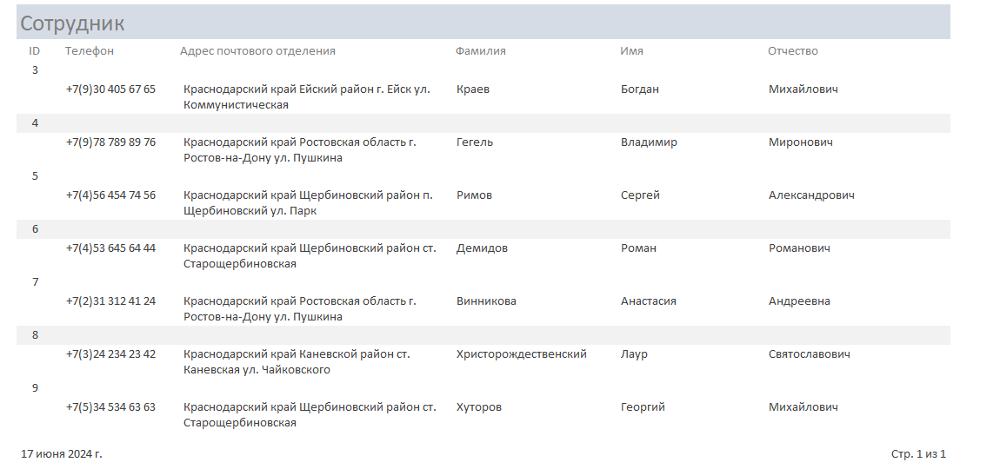 Сотрудник
ID Телефон Адрес почтового отделения Фамилия Имя Отчество
3
+7(9)30 405 67 65 Краснодарский край Ейский район г. Ейск ул. Краев Богдан Михайлович
Коммунистическая
4
+7(9)78 789 89 76 Краснодарский край Ростовская область г. Гегель Владимир Миронович
Ростов-на-Дону ул. Пушкина
5
+7(4)56 454 74 56 Краснодарский край Щербиновский район п. Римов Сергей Александрович
Щербиновский ул. Парк
6
+7(4)53 645 64 44 Краснодарский край Щербиновский район ст. Демидов Роман Романович
Старощербиновская
7
+7(2)31 312 41 24 Краснодарский край Ростовская область г. Винникова Анастасия Андреевна
Ростов-на-Дону ул. Пушкина
8
+7(3)24 234 23 42 Краснодарский край Каневской район ст. Христорождественский Лаур Святославович
Каневская ул. Чайковского
9
+7(5)34 534 63 63 Краснодарский край Щербиновский район ст. Хуторов Георгий Михайлович
Старощербиновская
17 июня 2024 г. Стр. 1 из 1